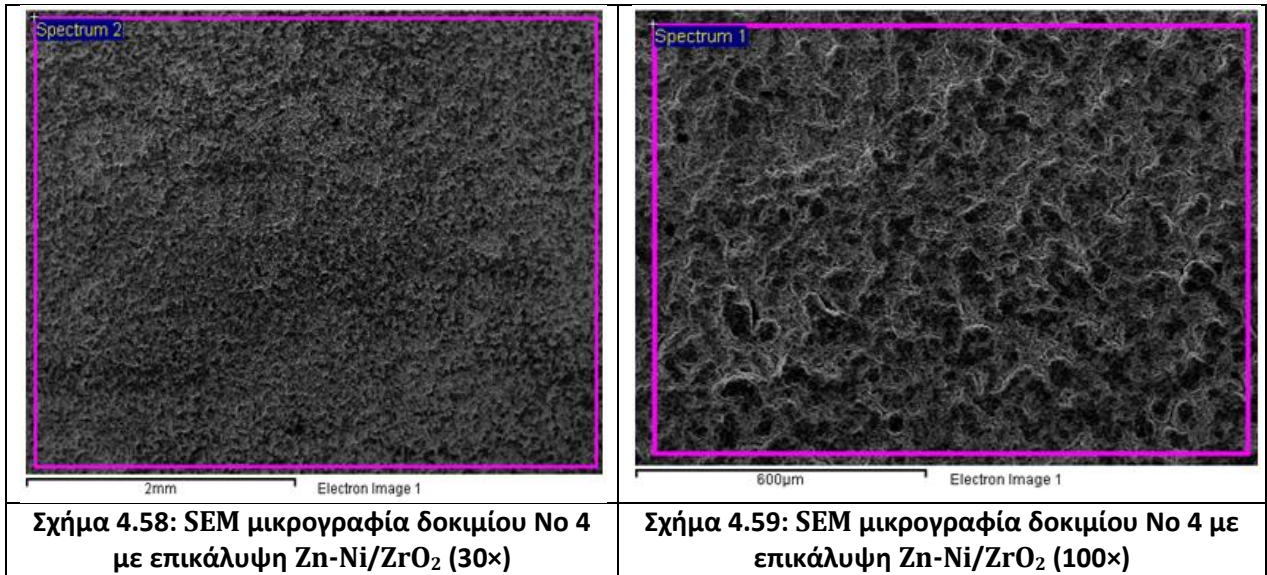 Spectrum 2
2mm
Electron Image 1
Σχήμα 4.58: SEM μικρογραφία δοκιμίου Νο 4
με επικάλυψη Zn-Ni/ZrO₂ (30×)
Spectrum 1
600μm
Electron Image 1
Σχήμα 4.59: SEM μικρογραφία δοκιμίου Νο 4 με
επικάλυψη Zn-Ni/ZrO₂ (100×)